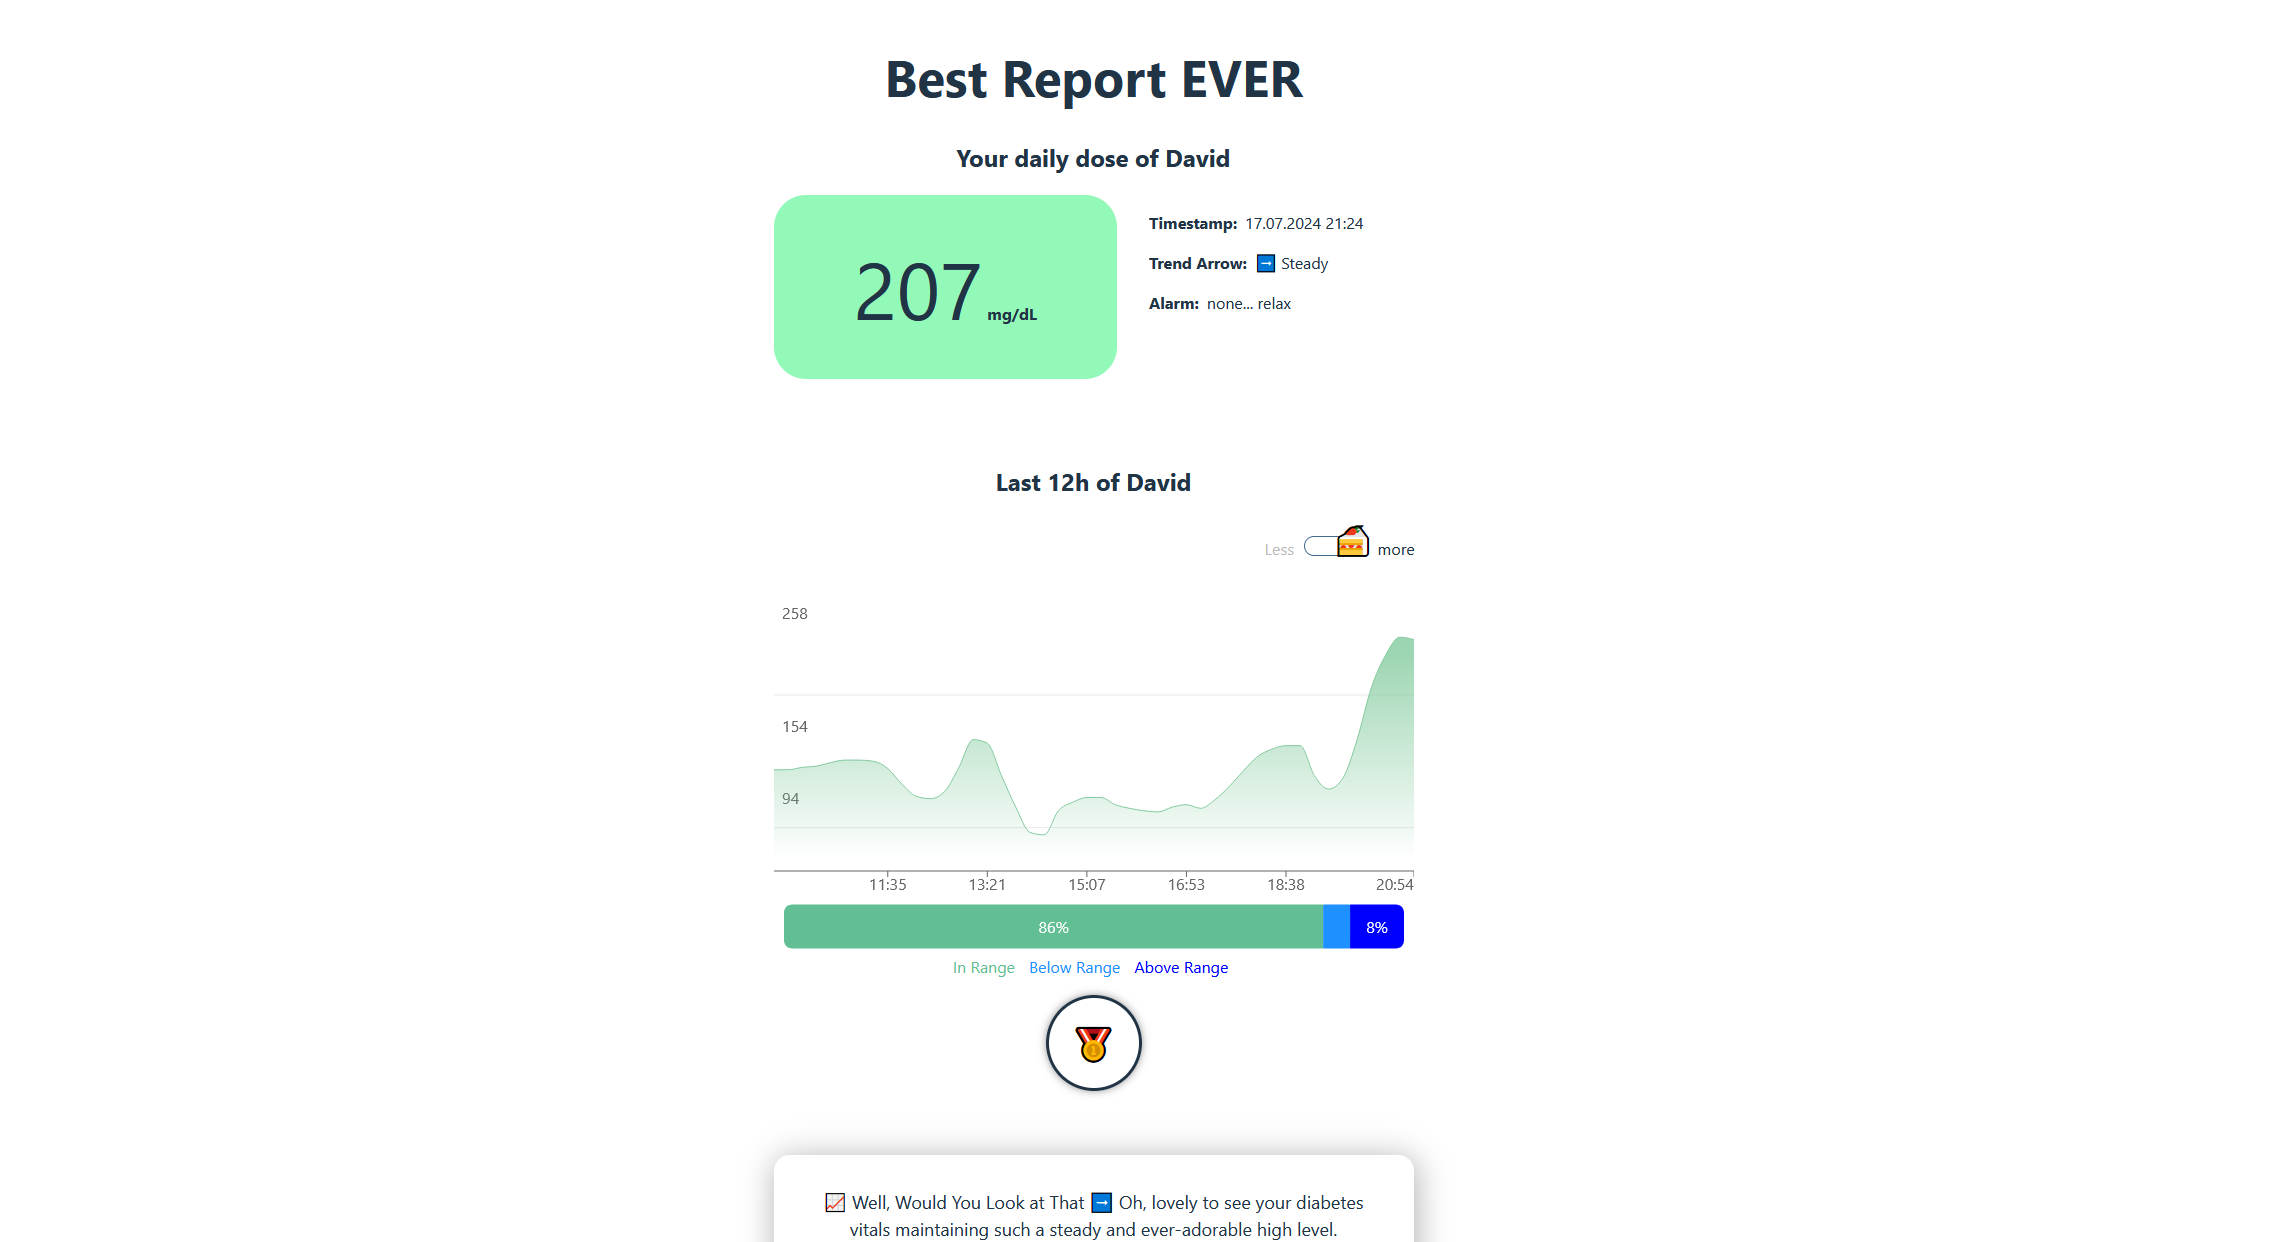 Best Report EVER
Your daily dose of David
207 mg/dL
Timestamp: 17.07.2024 21:24
Trend Arrow: ➡️ Steady
Alarm: none... relax
Last 12h of David
Less more
258
154
94
11:35 13:21 15:07 16:53 18:38 20:54
86% 8%
In Range Below Range Above Range
📈 Well, Would You Look at That ➡️ Oh, lovely to see your diabetes
vitals maintaining such a steady and ever-adorable high level.